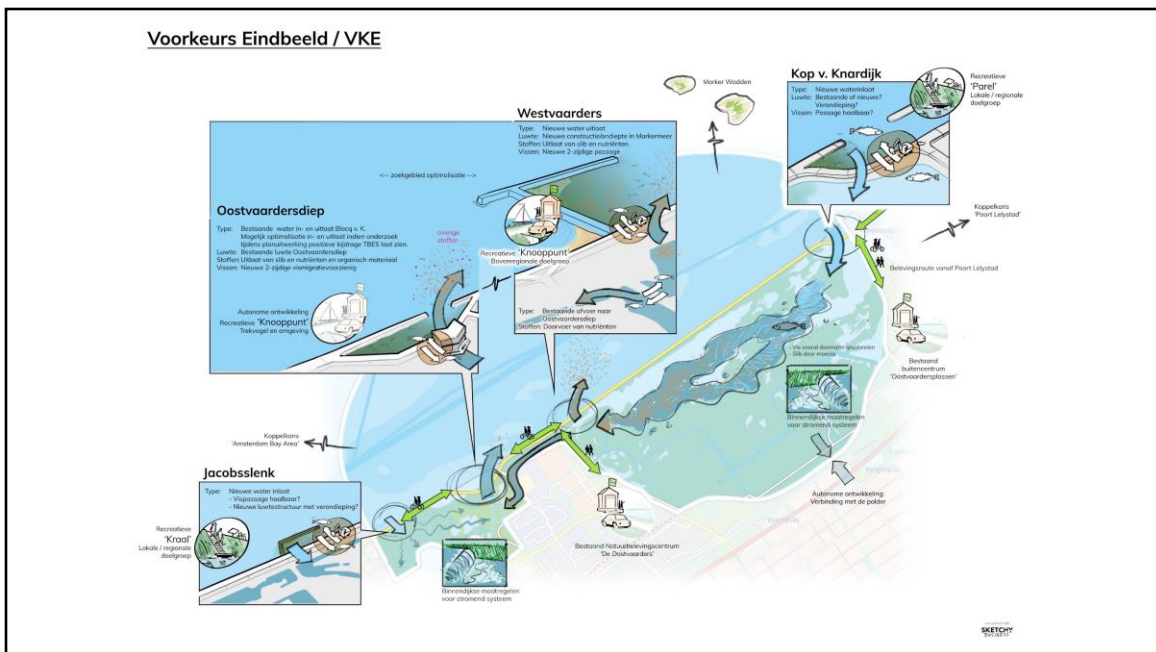 Voorkeurs Eindbeeld / VKE
Marker Wadden
Kop v. Knardijk
Type: Nieuwe waterinlaat
Luwte: Bestaande of nieuwe?
Verondieping?
Vissen: Passage haalbaar?
Recreatieve
'Parel'
Lokale / regionale
doelgroep
Westvaarders
Type: Nieuwe water uitlaat
Luwte: Nieuwe constructie/ondiepte in Markermeer
Stoffen: Uitlaat van slib en nutriënten
Vissen: Nieuwe 2-zijdige passage
<-- zoekgebied optimalisatie -->
Recreatieve 'Knooppunt'
Bovenregionale doelgroep
Type: Bestaande afvoer naar
Oostvaardersdiep
Stoffen: Doorvoer van nutriënten
Oostvaardersdiep
Type: Bestaande water in- en uitlaat Blocq v. K.
Mogelijk optimalisatie in- en uitlaat indien onderzoek
tijdens planuitwerking positieve bijdrage TBES laat zien.
Luwte: Bestaande luwte Oostvaardersdiep
Stoffen: Uitlaat van slib en nutriënten en organisch materiaal
Vissen: Nieuwe 2-zijdige vismigratievoorziening
overige
stoffen
Autonome ontwikkeling
Recreatieve 'Knooppunt'
Trekvogel en omgeving
Koppelkans
'Poort Lelystad'
Belevingsroute vanaf Poort Lelystad
Bestaand
buitencentrum
'Oostvaardersplassen'
- Slib door moeras
Binnendijkse maatregelen
voor stromend systeem
Autonome ontwikkeling:
Verbinding met de polder
Koppelkans
'Amsterdam Bay Area'
Jacobsslenk
Type: Nieuwe water inlaat
- Vispassage haalbaar?
- Nieuwe luwtestructuur met verondieping?
Recreatieve
'Kraal'
Lokale / regionale
doelgroep
Bestaand Natuurbelevingscentrum
'De Oostvaarders'
Binnendijkse maatregelen
voor stromend systeem
SKETCHY
BUSINESS